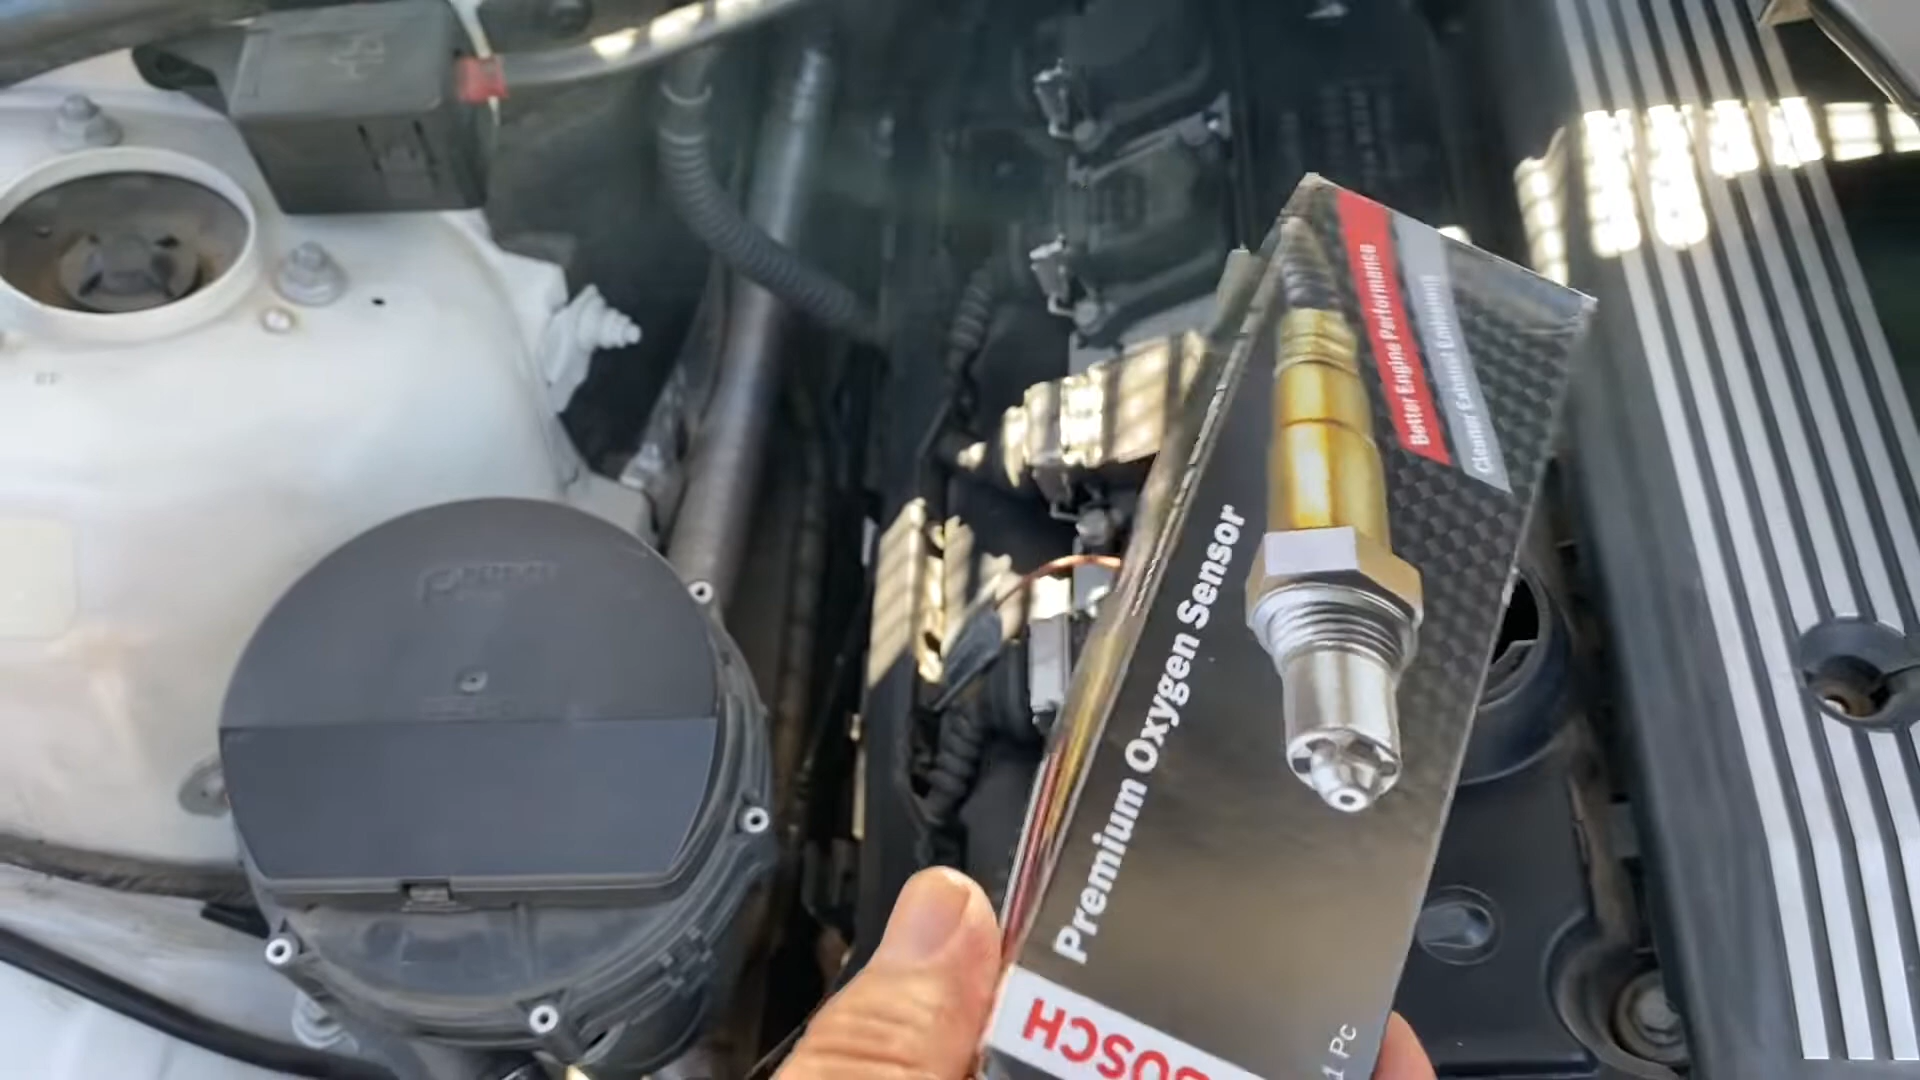 Better Engine Performance
Cleaner Exhaust Emissions
Premium Oxygen Sensor
BOSCH
1 Pc